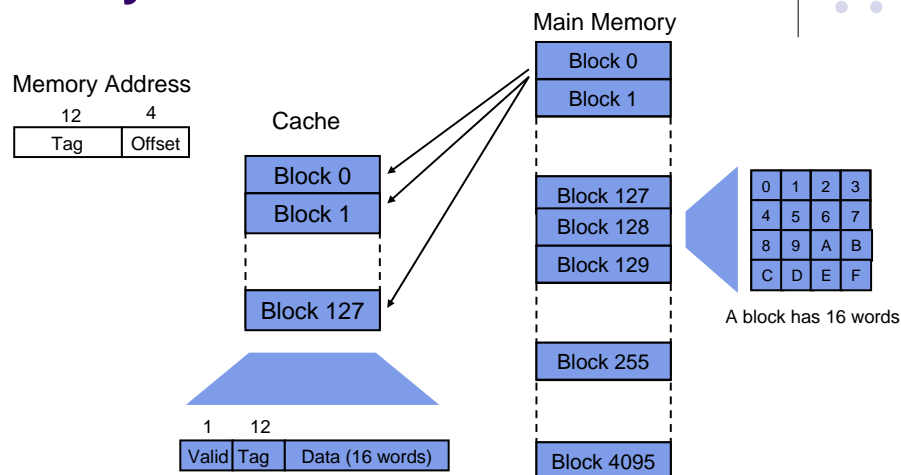 Main Memory
Memory Address
12 4
Tag Offset
Cache
Block 0
Block 1
Block 127
1 12
Valid Tag Data (16 words)
Block 0
Block 1
Block 127
Block 128
Block 129
Block 255
Block 4095
0 1 2 3
4 5 6 7
8 9 A B
C D E F
A block has 16 words